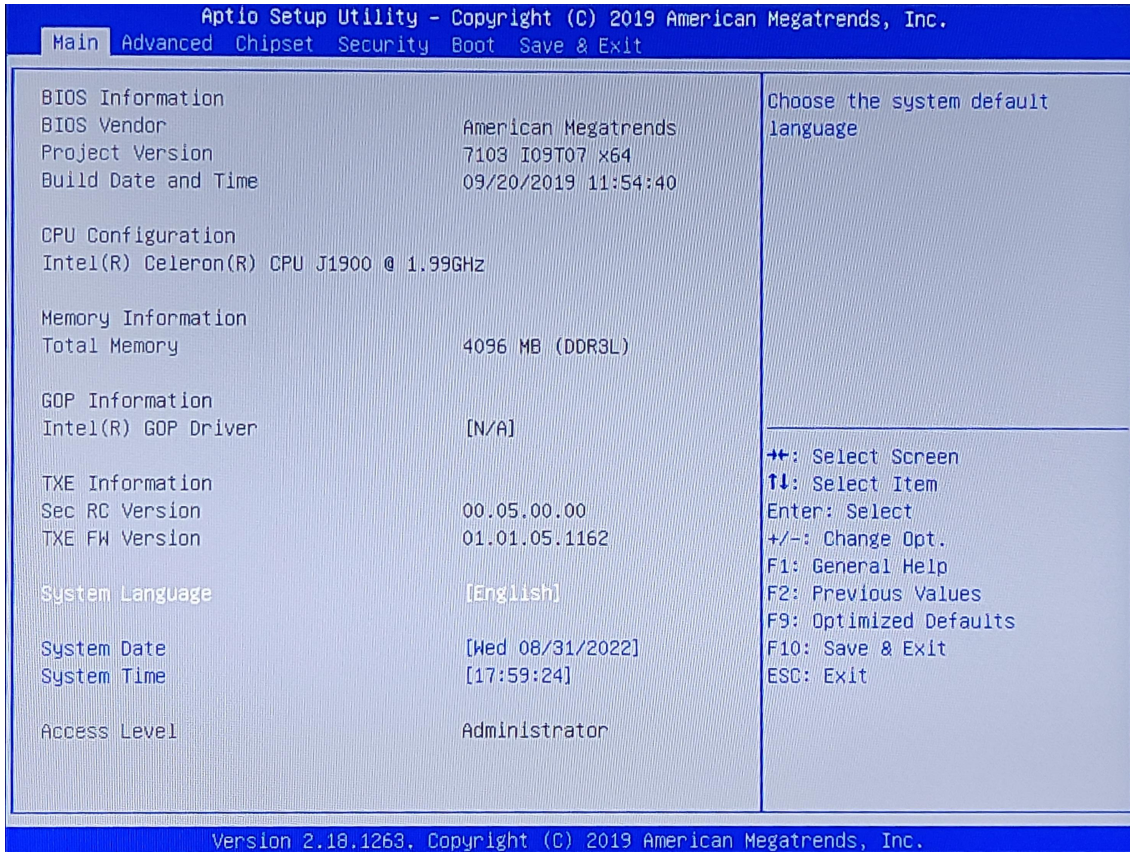 Aptio Setup Utility - Copyright (C) 2019 American Megatrends, Inc.
Main Advanced Chipset Security Boot Save & Exit
BIOS Information
BIOS Vendor American Megatrends
Project Version 7103 I09T07 x64
Build Date and Time 09/20/2019 11:54:40
CPU Configuration
Intel(R) Celeron(R) CPU J1900 @ 1.99GHz
Memory Information
Total Memory 4096 MB (DDR3L)
GOP Information
Intel(R) GOP Driver [N/A]
TXE Information
Sec RC Version 00.05.00.00
TXE FW Version 01.01.05.1162
System Language [English]
System Date [Wed 08/31/2022]
System Time [17:59:24]
Access Level Administrator
Choose the system default
language
→←: Select Screen
↑↓: Select Item
Enter: Select
+/-: Change Opt.
F1: General Help
F2: Previous Values
F9: Optimized Defaults
F10: Save & Exit
ESC: Exit
Version 2.18.1263. Copyright (C) 2019 American Megatrends, Inc.